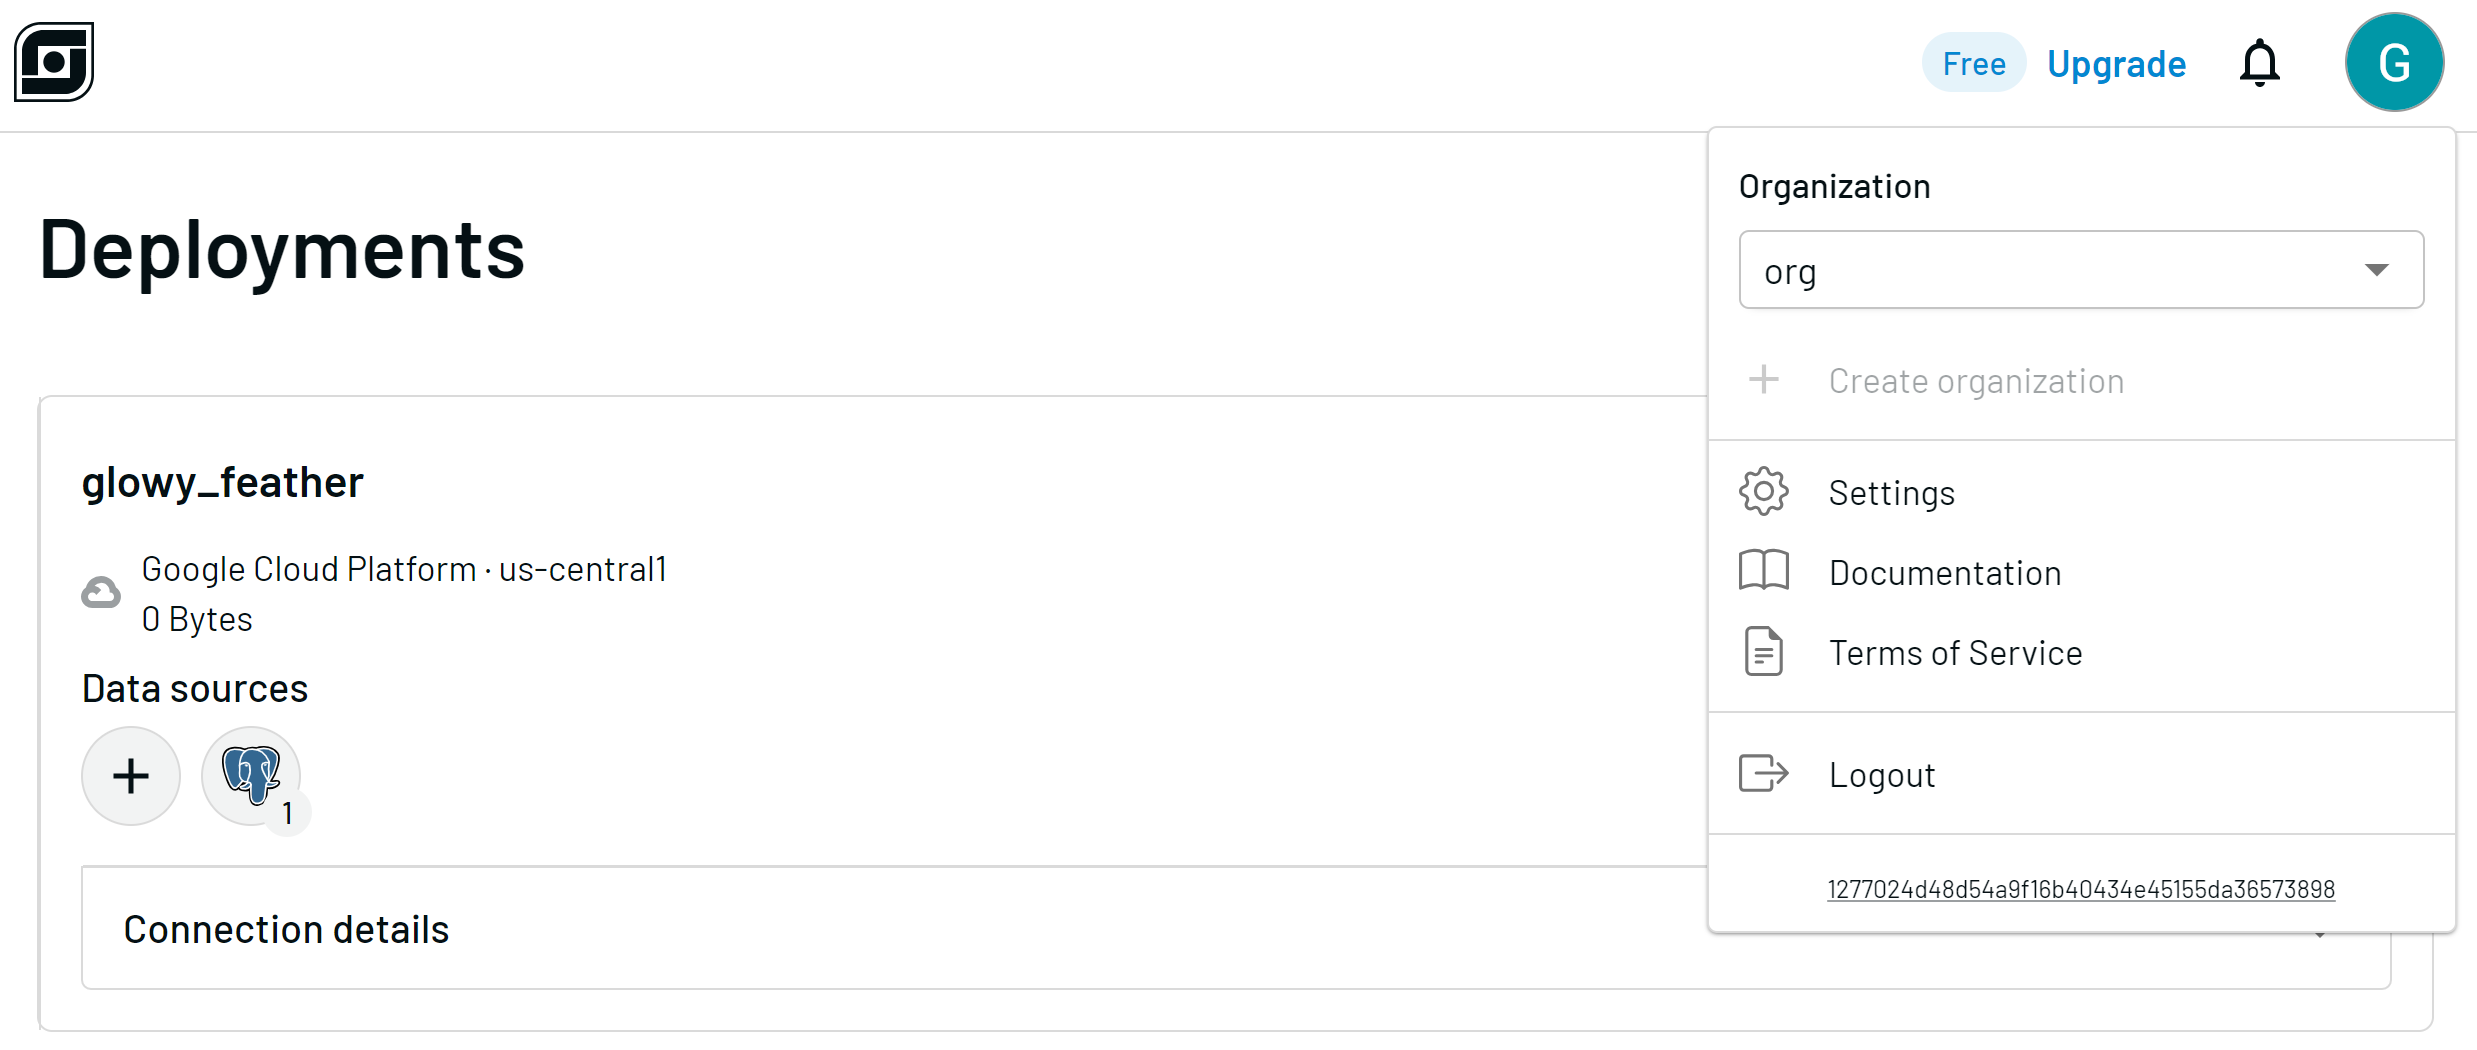 Free Upgrade G
Deployments
Organization
org
Create organization
Settings
Documentation
Terms of Service
Logout
1277024d48d54a9f16b40434e45155da36573898
glowy_feather
Google Cloud Platform · us-central1
0 Bytes
Data sources
1
Connection details